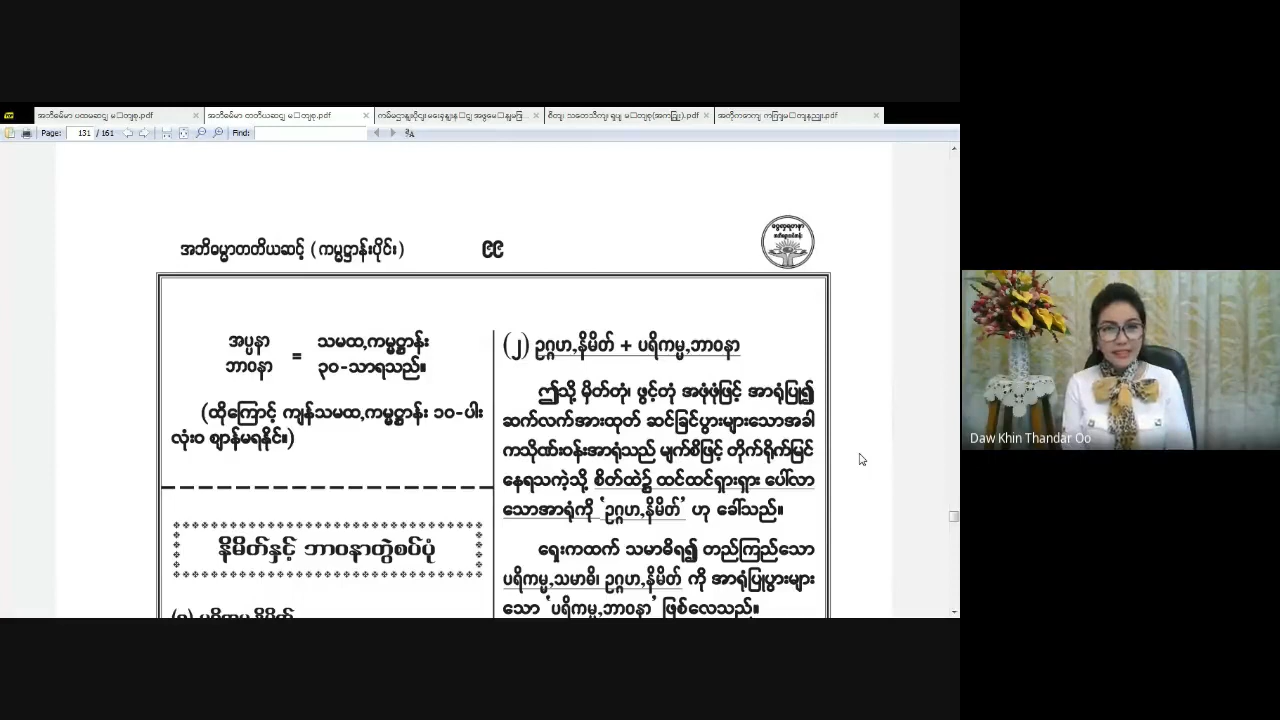 Page: 131 / 161
Find:
အဘိဓမ္မာတတိယဆင့် (ကမ္မဋ္ဌာန်းပိုင်း)
၉၉
အပ္ပနာ
ဘာဝနာ
=
သမထ,ကမ္မဋ္ဌာန်း
၃၀-သာရသည်။
(ထို့ကြောင့် ကျန်သမထ,ကမ္မဋ္ဌာန်း ၁၀-ပါး
လုံးဝ ဈာန်မရနိုင်။)
နိမိတ်နှင့် ဘာဝနာတွဲစပ်ပုံ
(၂) ဥဂ္ဂဟ,နိမိတ် + ပရိကမ္မ,ဘာဝနာ
ဤသို့ မှိတ်တုံ၊ ဖွင့်တုံ အဖုံဖုံဖြင့် အာရုံပြု၍
ဆက်လက်အားထုတ် ဆင်ခြင်ပွားများသောအခါ
ကသိုဏ်းဝန်းအာရုံသည် မျက်စိဖြင့် တိုက်ရိုက်မြင်
နေရသကဲ့သို့ စိတ်ထဲ၌ ထင်ထင်ရှားရှား ပေါ်လာ
သောအာရုံကို ‘ဥဂ္ဂဟ,နိမိတ်’ ဟု ခေါ်သည်။
ရှေးကထက် သမာဓိရ၍ တည်ကြည်သော
ပရိကမ္မ,သမာဓိ၊ ဥဂ္ဂဟ,နိမိတ် ကို အာရုံပြုပွားများ
သော ‘ပရိကမ္မ,ဘာဝနာ’ ဖြစ်လေသည်။
Daw Khin Thandar Oo